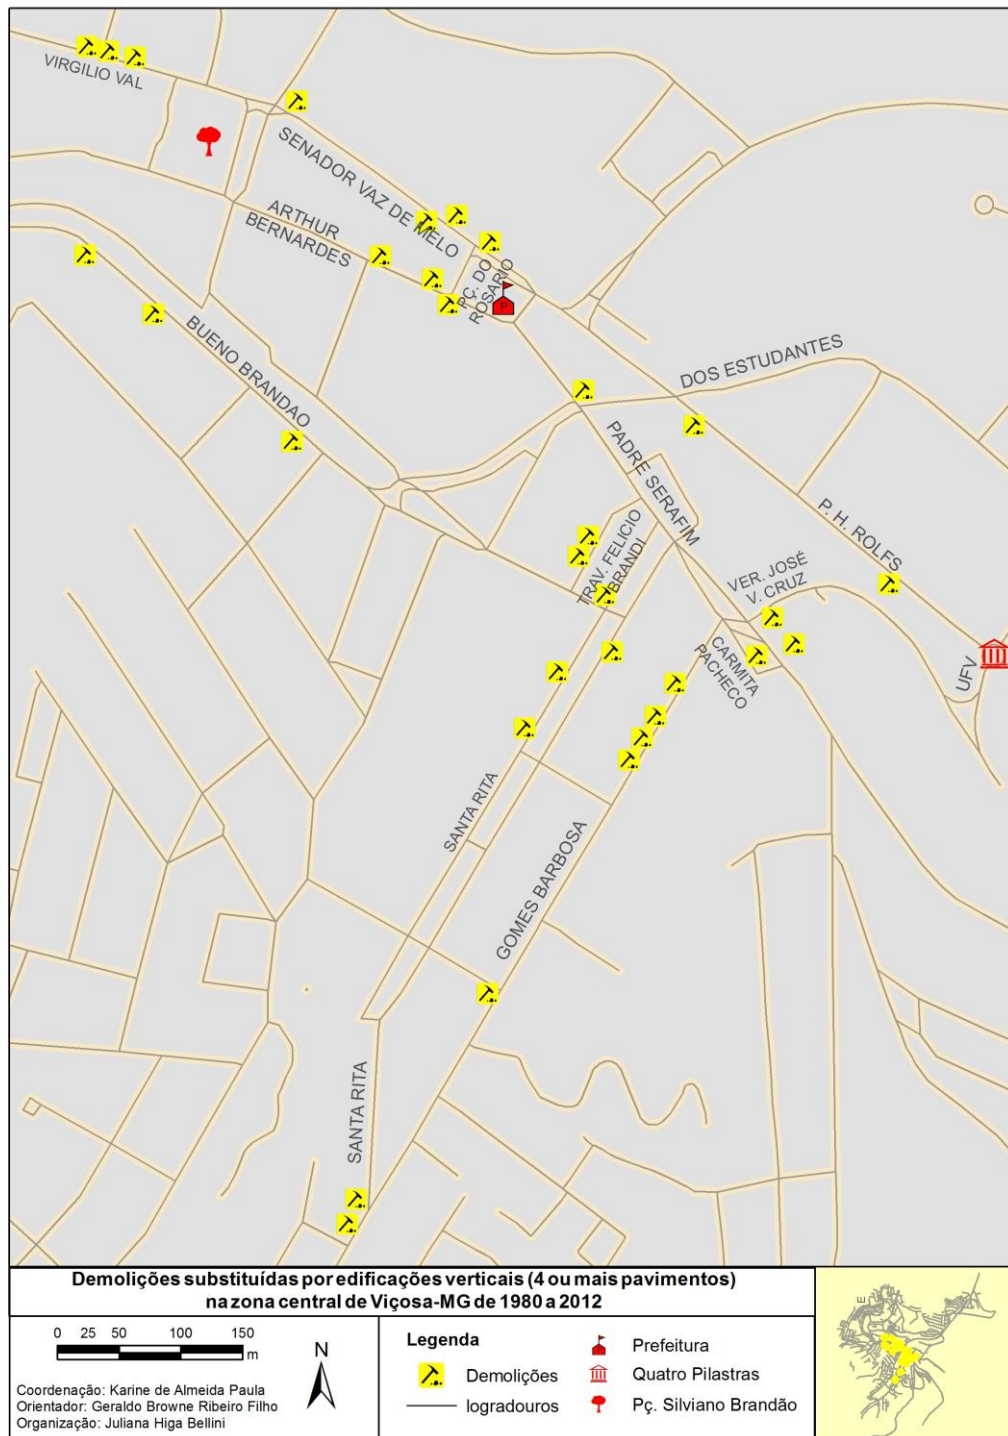 VIRGILIO VAL
SENADOR VAZ DE MELO
ARTHUR
BERNARDES
PÇ. DO
ROSARIO
P
BUENO BRANDAO
DOS ESTUDANTES
PADRE SERAFIM
P. H. ROLFS
TRAV. FELICIO
BRANDI
VER. JOSÉ
V. CRUZ
CARMITA
PACHECO
UFV
SANTA RITA
GOMES BARBOSA
SANTA RITA
Demolições substituídas por edificações verticais (4 ou mais pavimentos)
na zona central de Viçosa-MG de 1980 a 2012
0 25 50 100 150
m
N
Coordenação: Karine de Almeida Paula
Orientador: Geraldo Browne Ribeiro Filho
Organização: Juliana Higa Bellini
Legenda
Demolições
logradouros
Prefeitura
Quatro Pilastras
Pç. Silviano Brandão